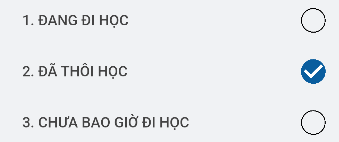 1. ĐANG ĐI HỌC
2. ĐÃ THÔI HỌC
3. CHƯA BAO GIỜ ĐI HỌC